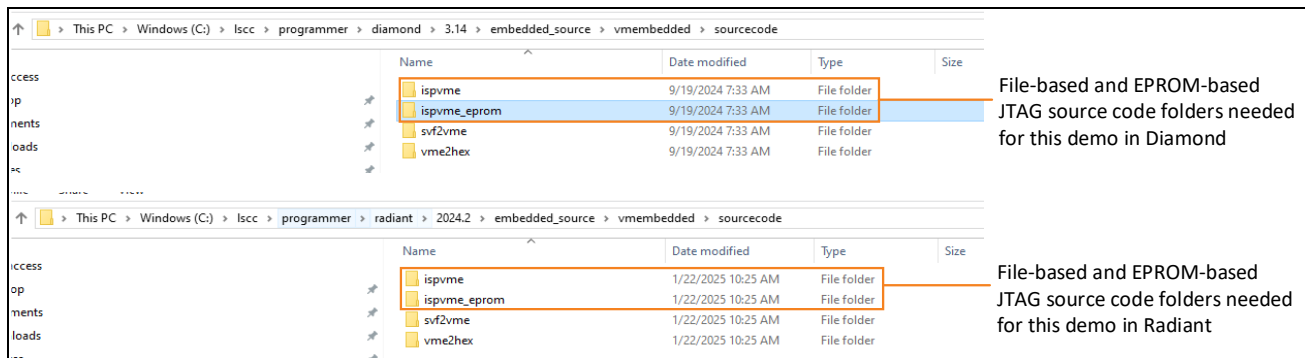 This PC > Windows (C:) > lscc > programmer > diamond > 3.14 > embedded_source > vmembedded > sourcecode
Name Date modified Type Size
ccess
ispvme 9/19/2024 7:33 AM File folder
op
ispvme_eprom 9/19/2024 7:33 AM File folder
ments
svf2vme 9/19/2024 7:33 AM File folder
oads
vme2hex 9/19/2024 7:33 AM File folder
File-based and EPROM-based
JTAG source code folders needed
for this demo in Diamond
This PC > Windows (C:) > lscc > programmer > radiant > 2024.2 > embedded_source > vmembedded > sourcecode
Name Date modified Type Size
ccess
ispvme 1/22/2025 10:25 AM File folder
op
ispvme_eprom 1/22/2025 10:25 AM File folder
ments
svf2vme 1/22/2025 10:25 AM File folder
loads
vme2hex 1/22/2025 10:25 AM File folder
File-based and EPROM-based
JTAG source code folders needed
for this demo in Radiant